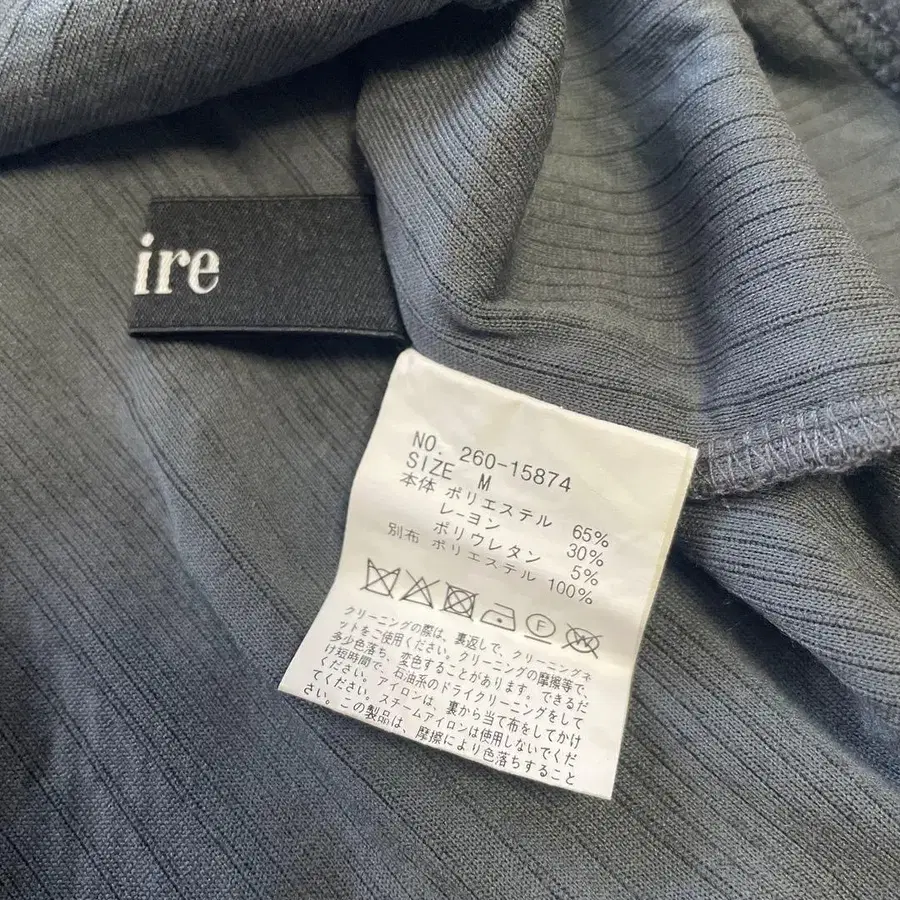 ire
NO. 260-15874
SIZE M
本体 ポリエステル 65%
レーヨン 30%
ポリウレタン 5%
別布 ポリエステル 100%
F
W
クリーニングの際は、裏返しで、クリーニングネ
ットをご使用ください。クリーニングの摩擦等で、
多少色落ち、変色することがあります。できるだ
け短時間で、石油系のドライクリーニングをして
ください。アイロンは、裏から当て布をしてかけ
てください。スチームアイロンは使用しないでくだ
さい。この製品は、摩擦により色落ちすること